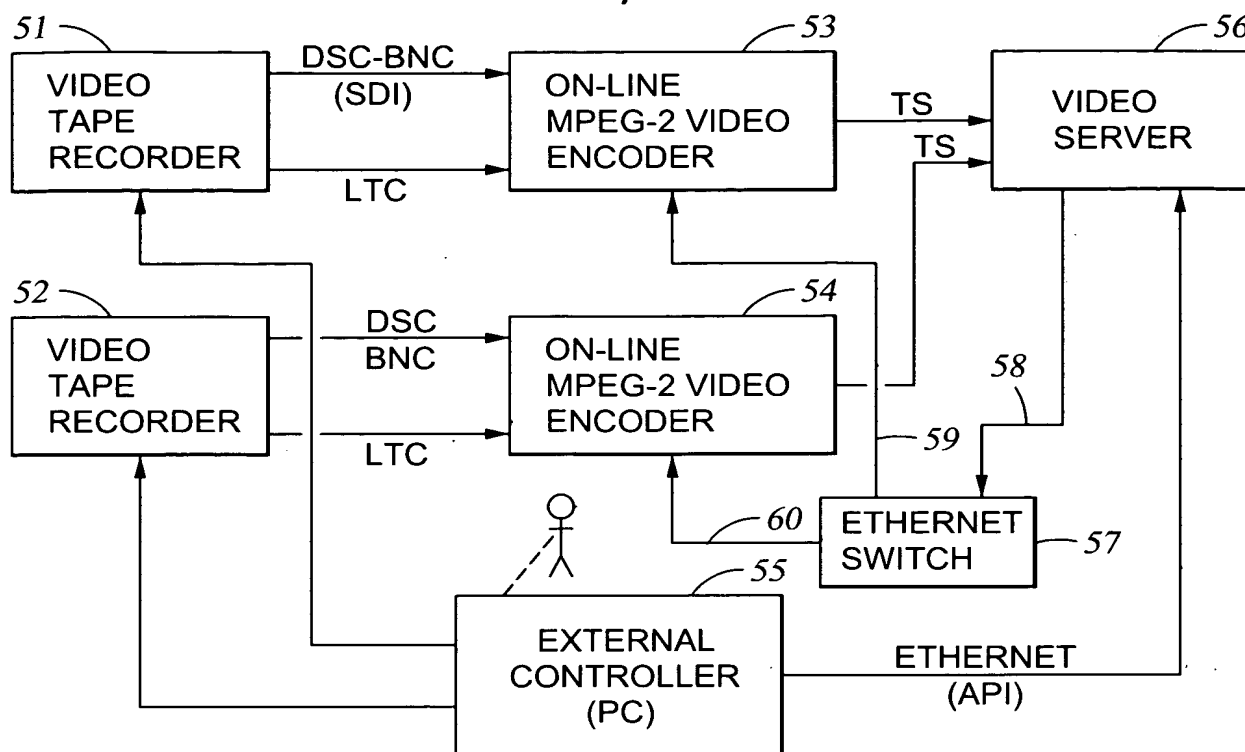 51
VIDEO
TAPE
RECORDER
DSC-BNC
(SDI)
LTC
53
ON-LINE
MPEG-2 VIDEO
ENCODER
TS
TS
56
VIDEO
SERVER
52
VIDEO
TAPE
RECORDER
DSC
BNC
LTC
54
ON-LINE
MPEG-2 VIDEO
ENCODER
58
59
60
ETHERNET
SWITCH
57
55
EXTERNAL
CONTROLLER
(PC)
ETHERNET
(API)